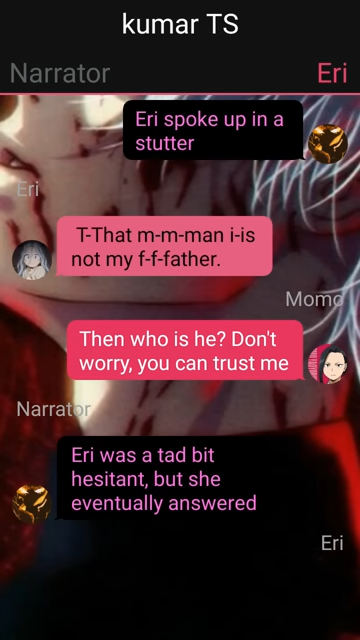 kumar TS
Narrator Eri
Eri spoke up in a
stutter
Eri
T-That m-m-man i-is
not my f-f-father.
Momo
Then who is he? Don't
worry, you can trust me
Narrator
Eri was a tad bit
hesitant, but she
eventually answered
Eri